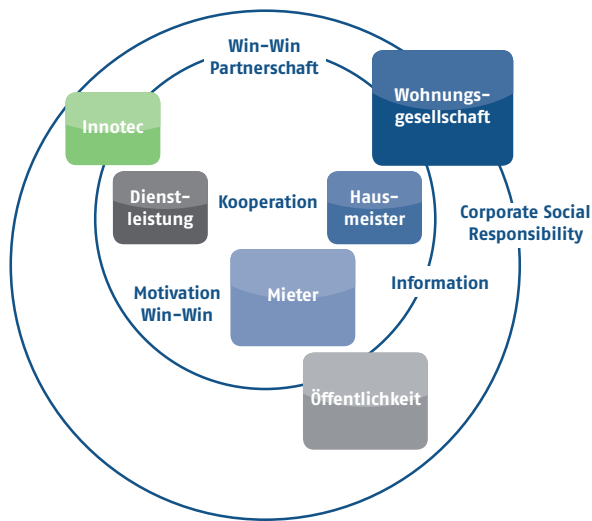 Win–Win
Partnerschaft
Wohnungs–
gesellschaft
Innotec
Dienst–
leistung
Kooperation
Haus–
meister
Corporate Social
Responsibility
Motivation
Win–Win
Mieter
Information
Öffentlichkeit